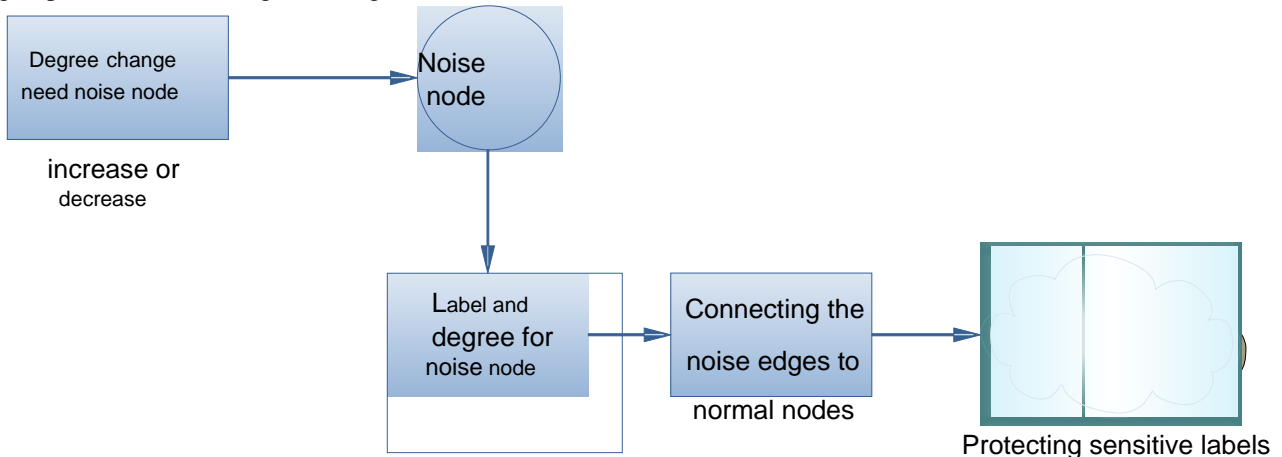 Degree change
need noise node
increase or
decrease
Noise
node
Label and
degree for
noise node
Connecting the
noise edges to
normal nodes
Protecting sensitive labels